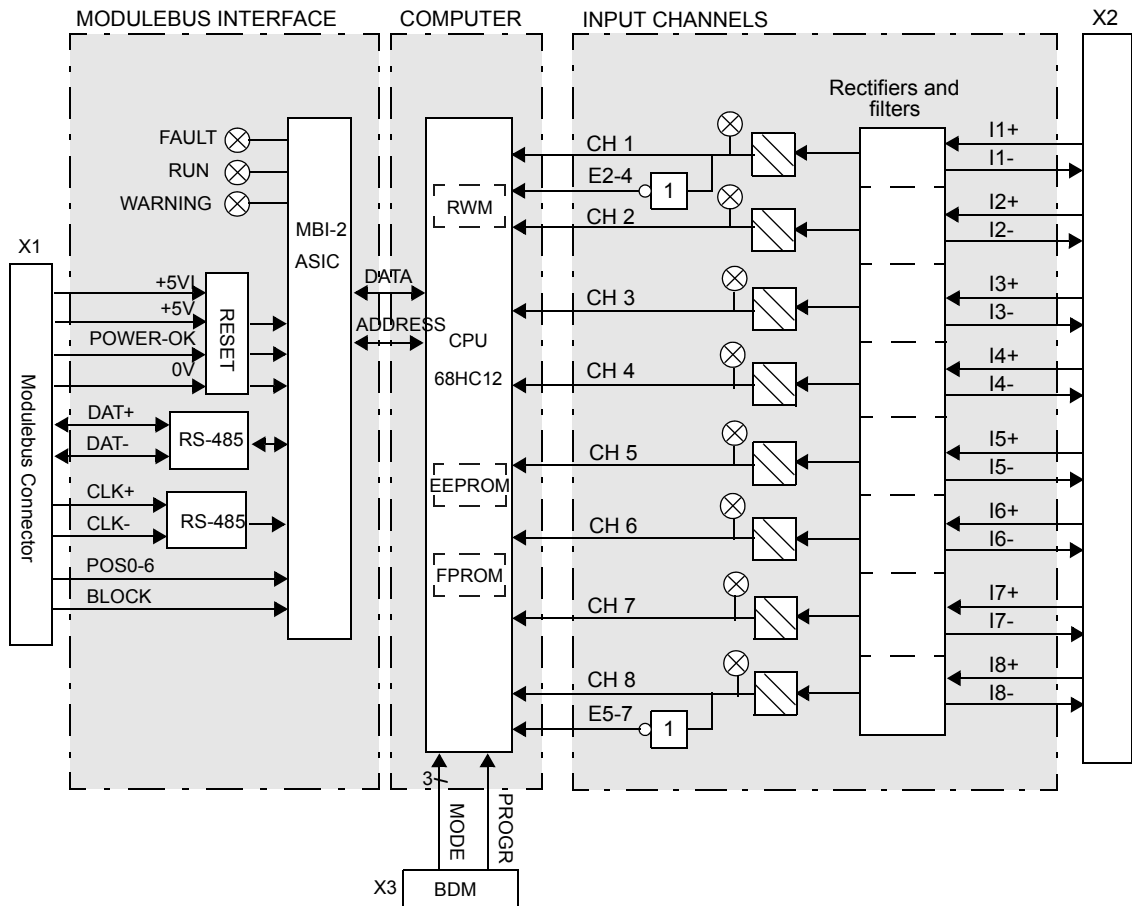 MODULEBUS INTERFACE
COMPUTER
INPUT CHANNELS
X2
Rectifiers and
filters
FAULT
RUN
WARNING
X1
Modulebus Connector
+5VI
+5V
POWER-OK
0V
RESET
DAT+
DAT-
RS-485
CLK+
CLK-
RS-485
POS0-6
BLOCK
MBI-2
ASIC
DATA
ADDRESS
RWM
CPU
68HC12
EEPROM
FPROM
CH 1
E2-4
1
CH 2
CH 3
CH 4
CH 5
CH 6
CH 7
CH 8
E5-7
1
I1+
I1-
I2+
I2-
I3+
I3-
I4+
I4-
I5+
I5-
I6+
I6-
I7+
I7-
I8+
I8-
3
MODE
PROGR
X3
BDM